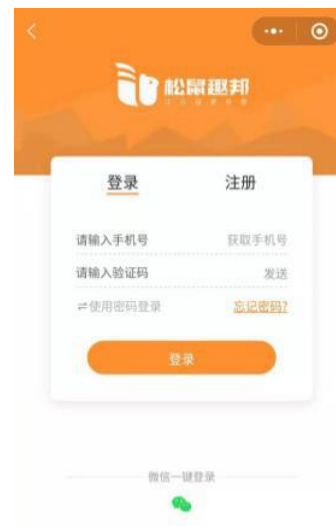 松鼠趣邦
登录 注册
请输入手机号 获取手机号
请输入验证码 发送
⇌使用密码登录 忘记密码?
登录
微信一键登录